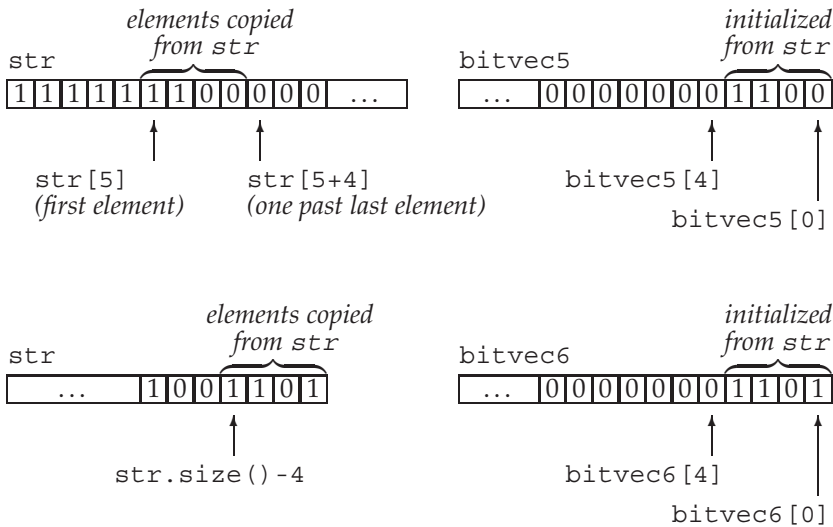 elements copied
from str
initialized
from str
str
bitvec5
1 1 1 1 1 1 1 0 0 0 0 0 ...
... 0 0 0 0 0 0 0 1 1 0 0
str[5]
(first element)
str[5+4]
(one past last element)
bitvec5[4]
bitvec5[0]
elements copied
from str
initialized
from str
str
bitvec6
... 1 0 0 1 1 0 1
... 0 0 0 0 0 0 0 1 1 0 1
str.size()-4
bitvec6[4]
bitvec6[0]